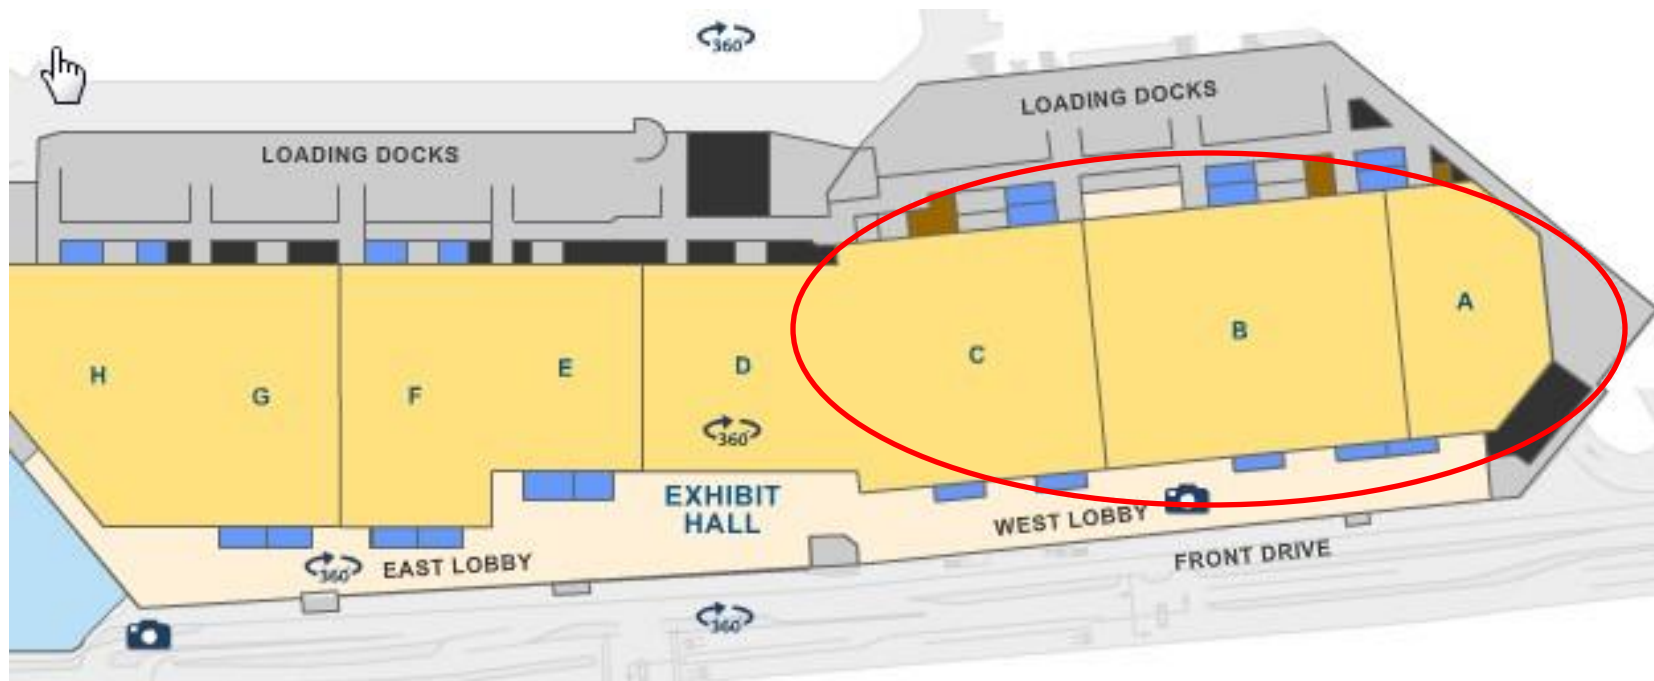 360
LOADING DOCKS
LOADING DOCKS
A
B
C
D
E
F
G
H
360
EXHIBIT
HALL
WEST LOBBY
EAST LOBBY
360
FRONT DRIVE
360